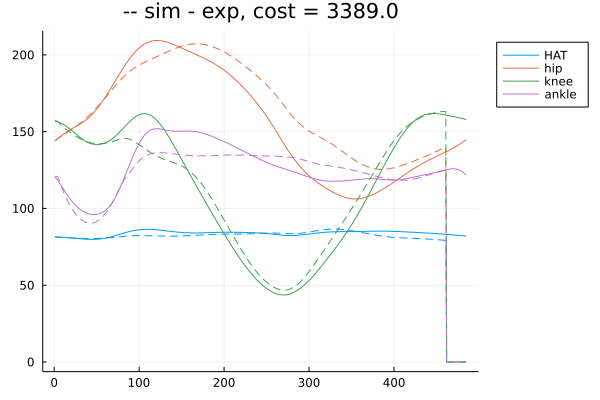 -- sim - exp, cost = 3389.0
HAT
hip
knee
ankle
200
150
100
50
0
0 100 200 300 400